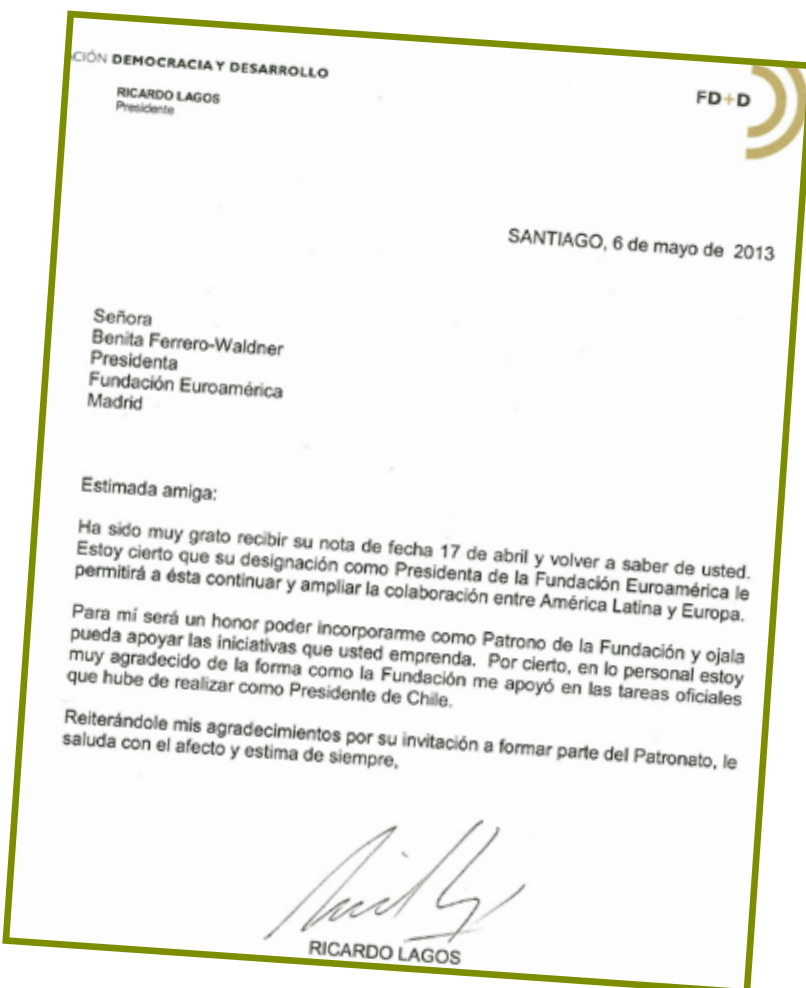 CIÓN DEMOCRACIA Y DESARROLLO
RICARDO LAGOS
Presidente
FD+D
SANTIAGO, 6 de mayo de 2013
Señora
Benita Ferrero-Waldner
Presidenta
Fundación Euroamérica
Madrid
Estimada amiga:
Ha sido muy grato recibir su nota de fecha 17 de abril y volver a saber de usted.
Estoy cierto que su designación como Presidenta de la Fundación Euroamérica le
permitirá a ésta continuar y ampliar la colaboración entre América Latina y Europa.
Para mí será un honor poder incorporarme como Patrono de la Fundación y ojala
pueda apoyar las iniciativas que usted emprenda. Por cierto, en lo personal estoy
muy agradecido de la forma como la Fundación me apoyó en las tareas oficiales
que hube de realizar como Presidente de Chile.
Reiterándole mis agradecimientos por su invitación a formar parte del Patronato, le
saluda con el afecto y estima de siempre,
RICARDO LAGOS